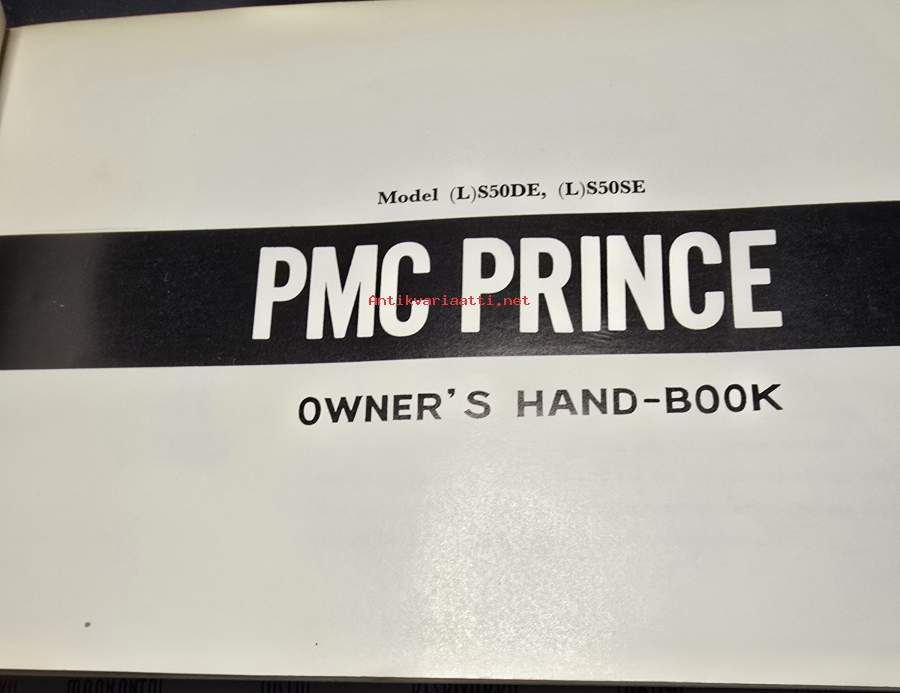 Model (L)S50DE, (L)S50SE
PMC PRINCE
Antikvariaatti.net
OWNER'S HAND-BOOK